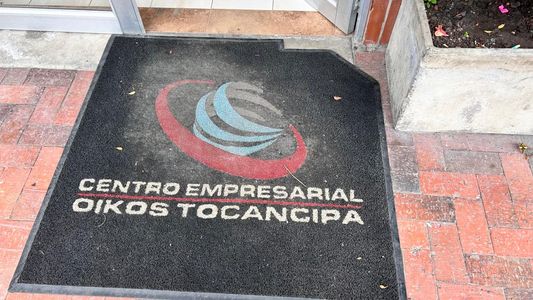 CENTRO EMPRESARIAL
OIKOS TOCANCIPA